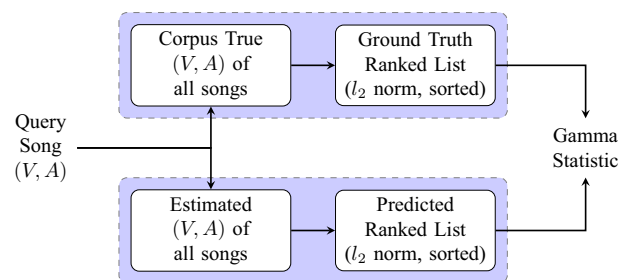 Query
Song
(V, A)
Corpus True
(V, A) of
all songs
Ground Truth
Ranked List
(l₂ norm, sorted)
Estimated
(V, A) of
all songs
Predicted
Ranked List
(l₂ norm, sorted)
Gamma
Statistic